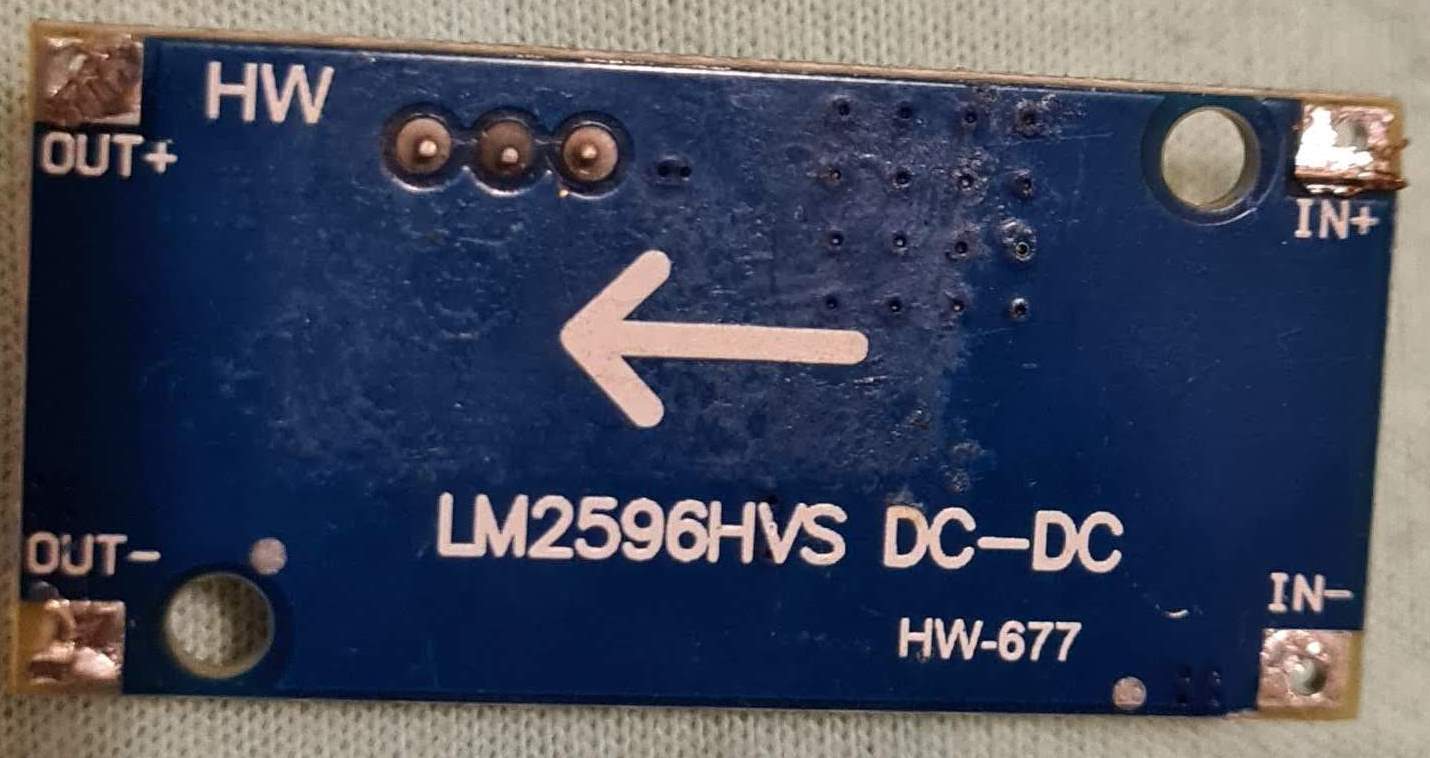 HW
OUT+
IN+
LM2596HVS DC-DC
OUT-
IN-
HW-677